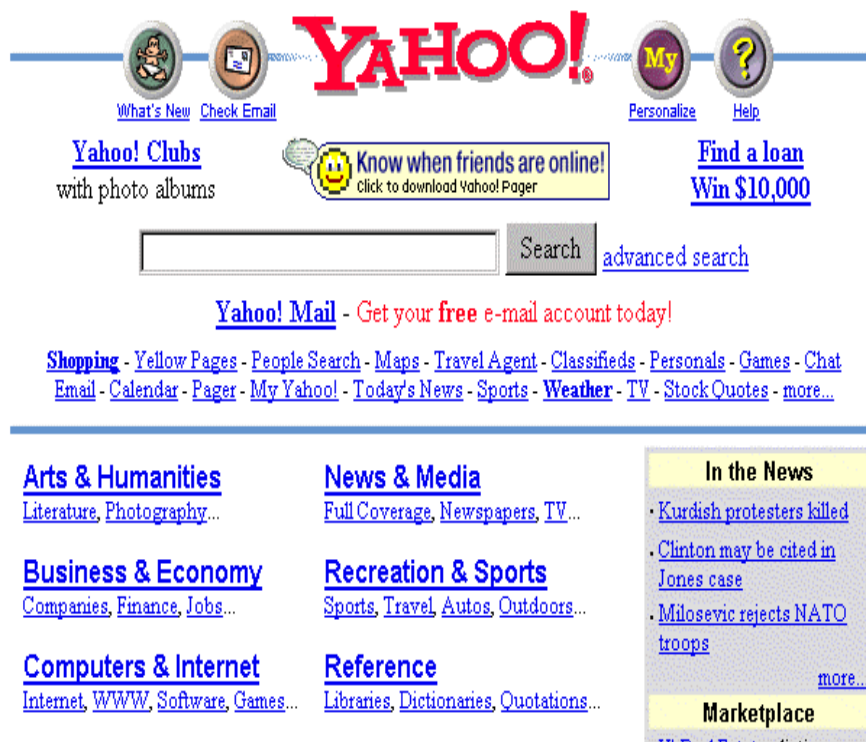 YAHOO!
My
?
What's New
Check Email
Personalize
Help
Yahoo! Clubs
with photo albums
Know when friends are online!
Click to download Yahoo! Pager
Find a loan
Win $10,000
Search
advanced search
Yahoo! Mail - Get your free e-mail account today!
Shopping - Yellow Pages - People Search - Maps - Travel Agent - Classifieds - Personals - Games - Chat
Email - Calendar - Pager - My Yahoo! - Today's News - Sports - Weather - TV - Stock Quotes - more...
Arts & Humanities
Literature, Photography...
News & Media
Full Coverage, Newspapers, TV...
Business & Economy
Companies, Finance, Jobs...
Recreation & Sports
Sports, Travel, Autos, Outdoors...
Computers & Internet
Internet, WWW, Software, Games...
Reference
Libraries, Dictionaries, Quotations...
In the News
· Kurdish protesters killed
· Clinton may be cited in
Jones case
· Milosevic rejects NATO
troops
more...
Marketplace